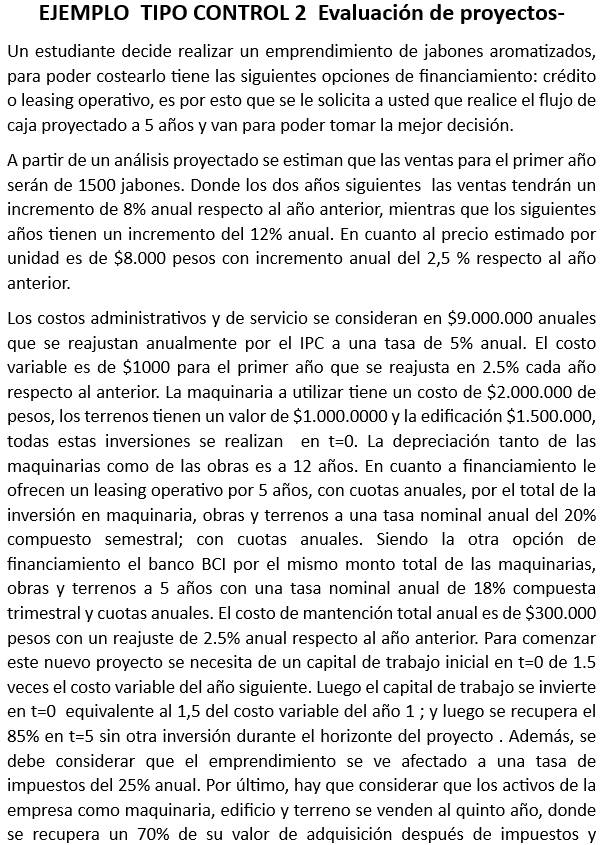 EJEMPLO TIPO CONTROL 2 Evaluación de proyectos-
Un estudiante decide realizar un emprendimiento de jabones aromatizados,
para poder costearlo tiene las siguientes opciones de financiamiento: crédito
o leasing operativo, es por esto que se le solicita a usted que realice el flujo de
caja proyectado a 5 años y van para poder tomar la mejor decisión.
A partir de un análisis proyectado se estiman que las ventas para el primer año
serán de 1500 jabones. Donde los dos años siguientes las ventas tendrán un
incremento de 8% anual respecto al año anterior, mientras que los siguientes
años tienen un incremento del 12% anual. En cuanto al precio estimado por
unidad es de $8.000 pesos con incremento anual del 2,5 % respecto al año
anterior.
Los costos administrativos y de servicio se consideran en $9.000.000 anuales
que se reajustan anualmente por el IPC a una tasa de 5% anual. El costo
variable es de $1000 para el primer año que se reajusta en 2.5% cada año
respecto al anterior. La maquinaria a utilizar tiene un costo de $2.000.000 de
pesos, los terrenos tienen un valor de $1.000.0000 y la edificación $1.500.000,
todas estas inversiones se realizan en t=0. La depreciación tanto de las
maquinarias como de las obras es a 12 años. En cuanto a financiamiento le
ofrecen un leasing operativo por 5 años, con cuotas anuales, por el total de la
inversión en maquinaria, obras y terrenos a una tasa nominal anual del 20%
compuesto semestral; con cuotas anuales. Siendo la otra opción de
financiamiento el banco BCI por el mismo monto total de las maquinarias,
obras y terrenos a 5 años con una tasa nominal anual de 18% compuesta
trimestral y cuotas anuales. El costo de mantención total anual es de $300.000
pesos con un reajuste de 2.5% anual respecto al año anterior. Para comenzar
este nuevo proyecto se necesita de un capital de trabajo inicial en t=0 de 1.5
veces el costo variable del año siguiente. Luego el capital de trabajo se invierte
en t=0 equivalente al 1,5 del costo variable del año 1 ; y luego se recupera el
85% en t=5 sin otra inversión durante el horizonte del proyecto . Además, se
debe considerar que el emprendimiento se ve afectado a una tasa de
impuestos del 25% anual. Por último, hay que considerar que los activos de la
empresa como maquinaria, edificio y terreno se venden al quinto año, donde
se recupera un 70% de su valor de adquisición después de impuestos y